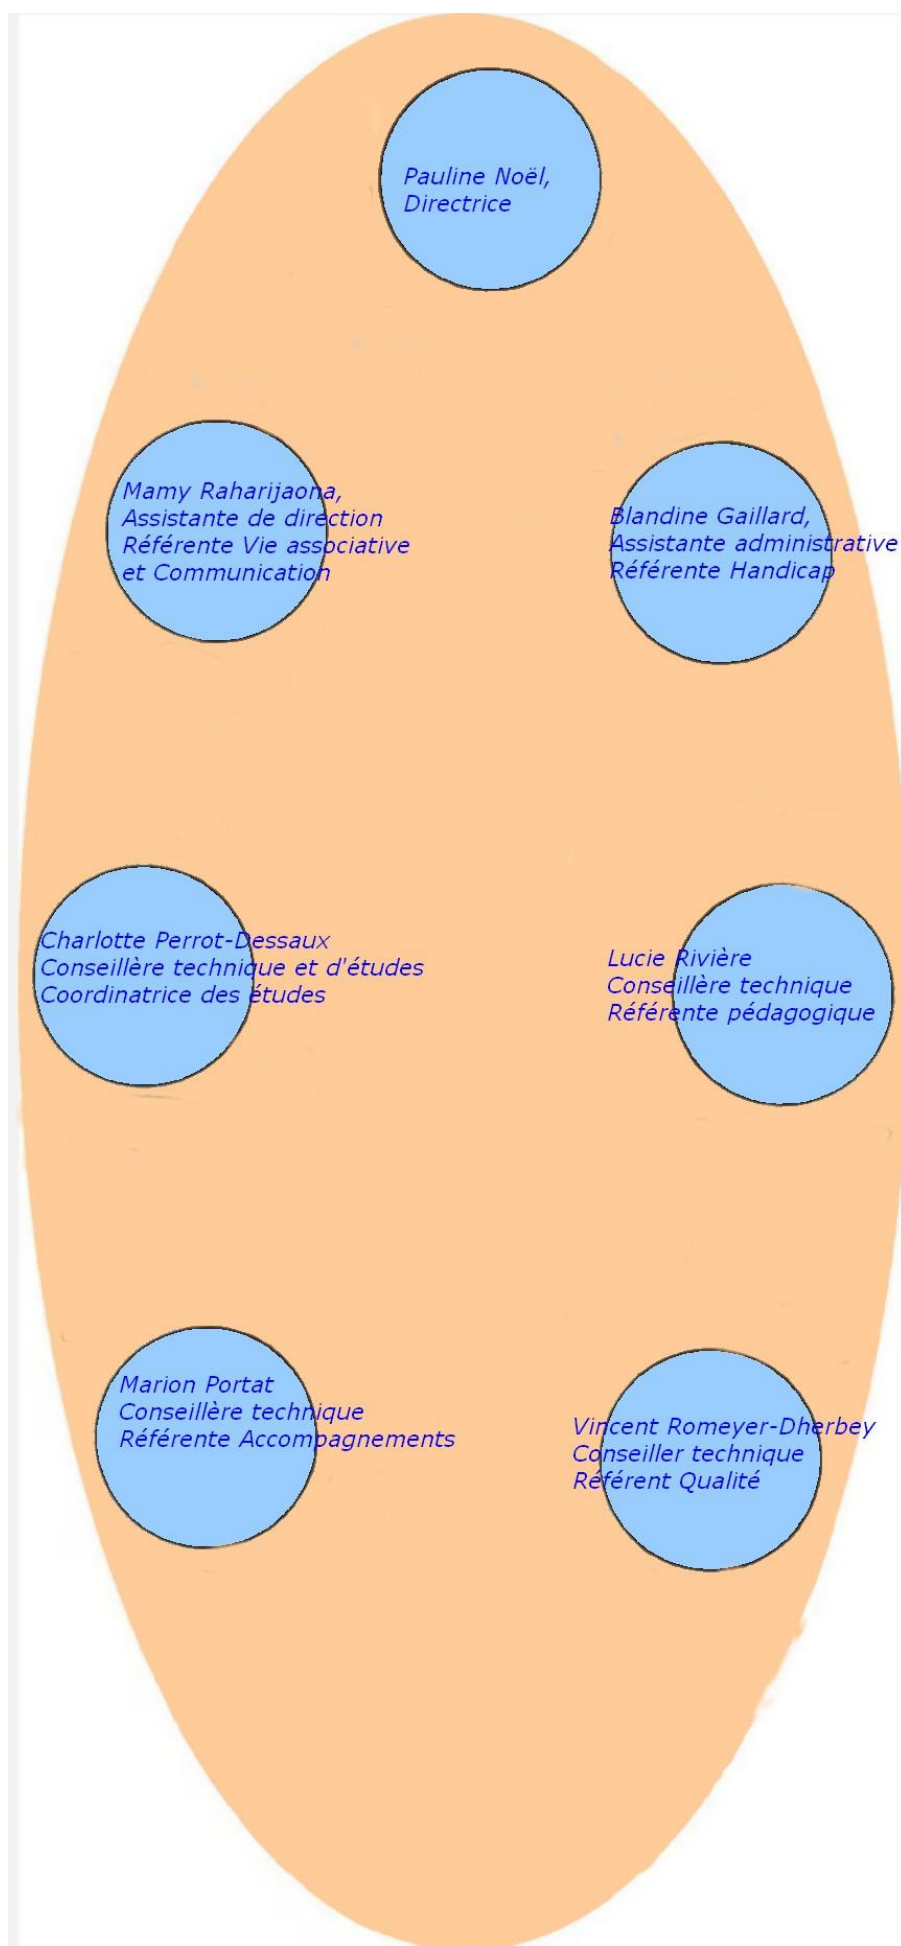 Pauline Noël,
Directrice
Mamy Raharijaona,
Assistante de direction
Référente Vie associative
et Communication
Blandine Gaillard,
Assistante administrative
Référente Handicap
Charlotte Perrot-Dessaux
Conseillère technique et d'études
Coordinatrice des études
Lucie Rivière
Conseillère technique
Référente pédagogique
Marion Portat
Conseillère technique
Référente Accompagnements
Vincent Romeyer-Dherbey
Conseiller technique
Référent Qualité